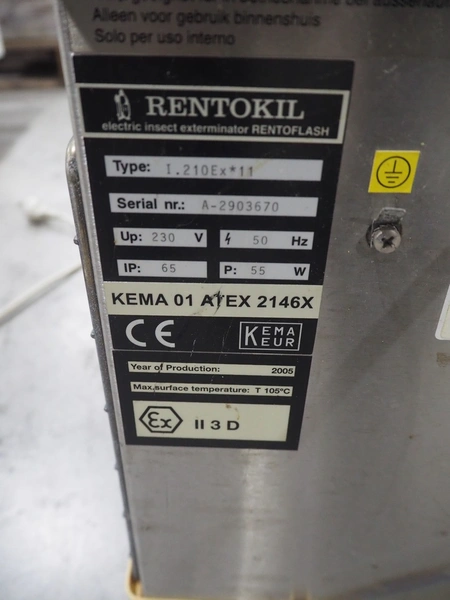 Alleen voor gebruik binnenshuis
Solo per uso interno
RENTOKIL
electric insect exterminator RENTOFLASH
Type: I.210Ex*11
Serial nr.: A-2903670
Up: 230 V 50 Hz
IP: 65 P: 55 W
KEMA 01 ATEX 2146X
CE KEMA KEUR
Year of Production: 2005
Max.surface temperature: T 105°C
Ex II 3 D